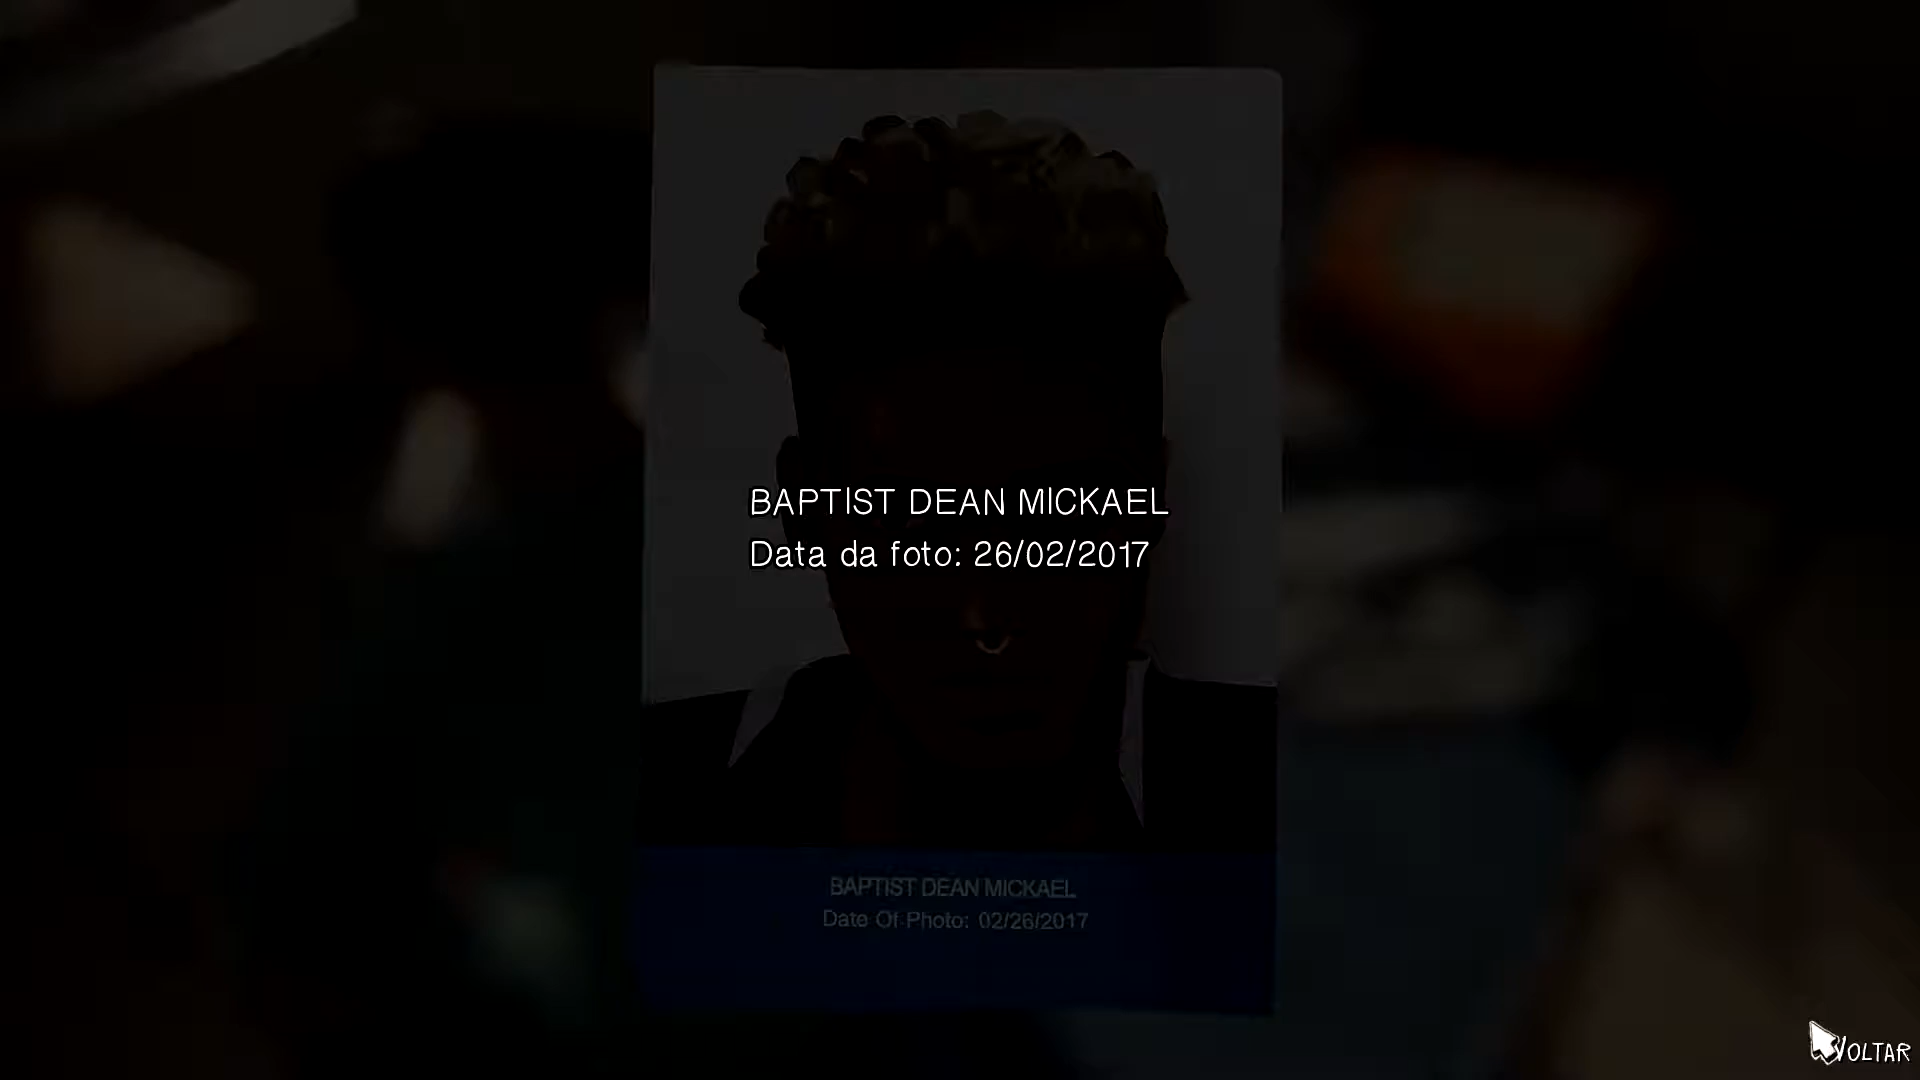 BAPTIST DEAN MICKAEL
Data da foto: 26/02/2017
BAPTIST DEAN MICKAEL
Date Of Photo: 02/26/2017
VOLTAR